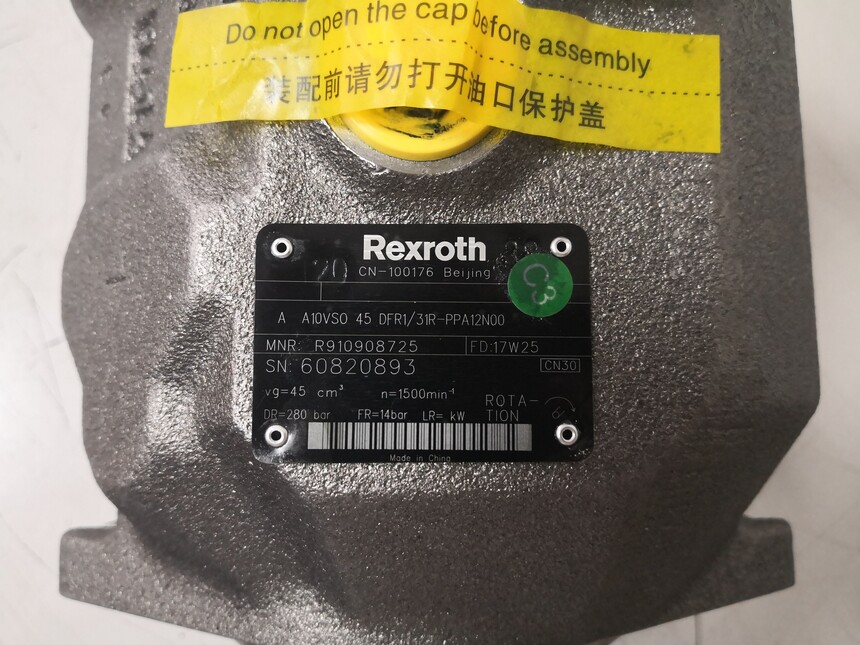 Do not open the cap before assembly
装配前请勿打开油口保护盖
Rexroth
CN-100176 Beijing
C3
A A10VSO 45 DFR1/31R-PPA12N00
MNR: R910908725 FD:17W25
SN: 60820893 CN30
vg=45 cm³ n=1500min⁻¹ ROTA-
DR=280 bar FR=14bar LR= kW TION
Made in China